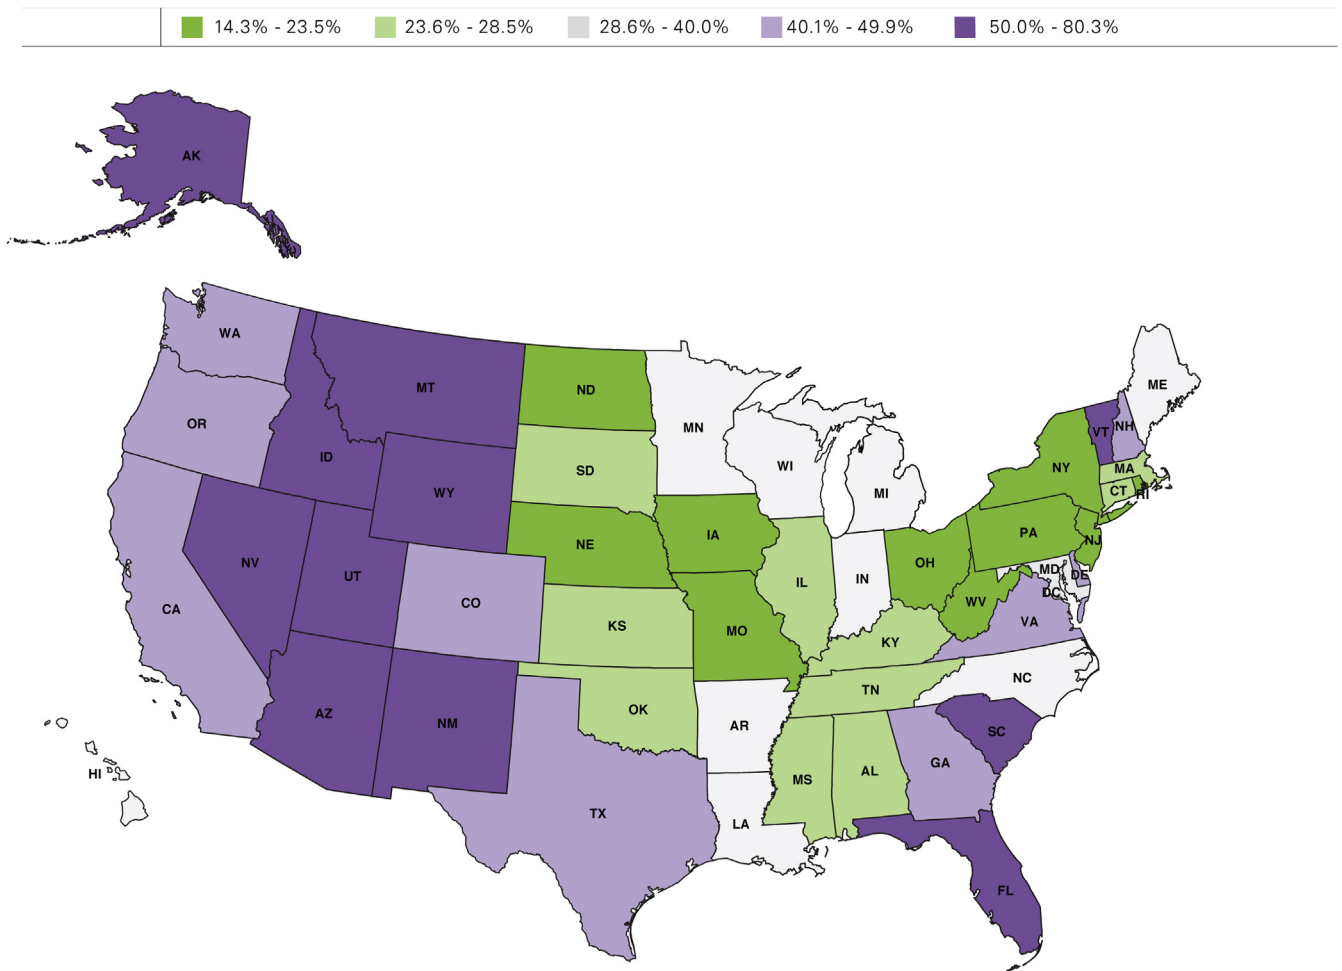 14.3% - 23.5% 23.6% - 28.5% 28.6% - 40.0% 40.1% - 49.9% 50.0% - 80.3%
AK
WA
MT
ND
ME
OR
MN
VT
NH
ID
WI
NY
MA
SD
WY
MI
CT
RI
IA
PA
NE
NJ
NV
OH
UT
IL
IN
MD
DE
DC
CO
WV
CA
VA
KS
MO
KY
NC
TN
AZ
NM
OK
AR
SC
GA
HI
MS
AL
TX
LA
FL